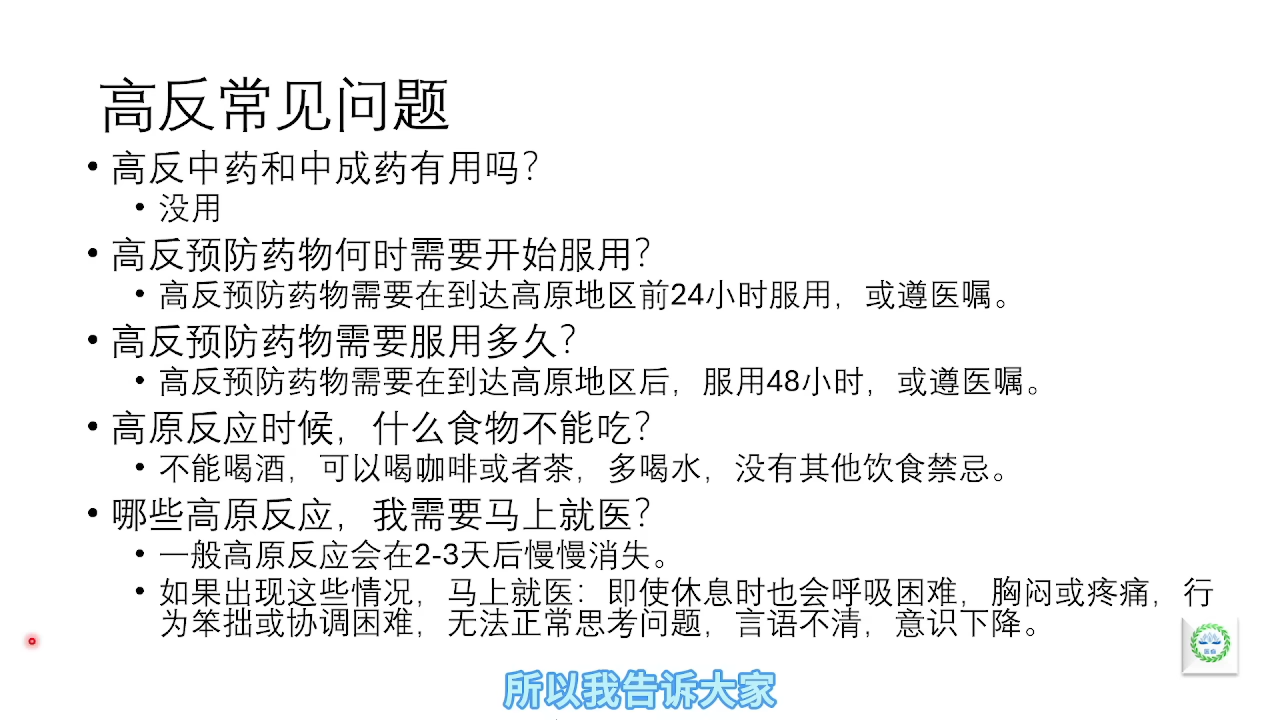 高反常见问题
• 高反中药和中成药有用吗？
• 没用
• 高反预防药物何时需要开始服用？
• 高反预防药物需要在到达高原地区前24小时服用，或遵医嘱。
• 高反预防药物需要服用多久？
• 高反预防药物需要在到达高原地区后，服用48小时，或遵医嘱。
• 高原反应时候，什么食物不能吃？
• 不能喝酒，可以喝咖啡或者茶，多喝水，没有其他饮食禁忌。
• 哪些高原反应，我需要马上就医？
• 一般高原反应会在2-3天后慢慢消失。
• 如果出现这些情况，马上就医：即使休息时也会呼吸困难，胸闷或疼痛，行
为笨拙或协调困难，无法正常思考问题，言语不清，意识下降。
所以我告诉大家